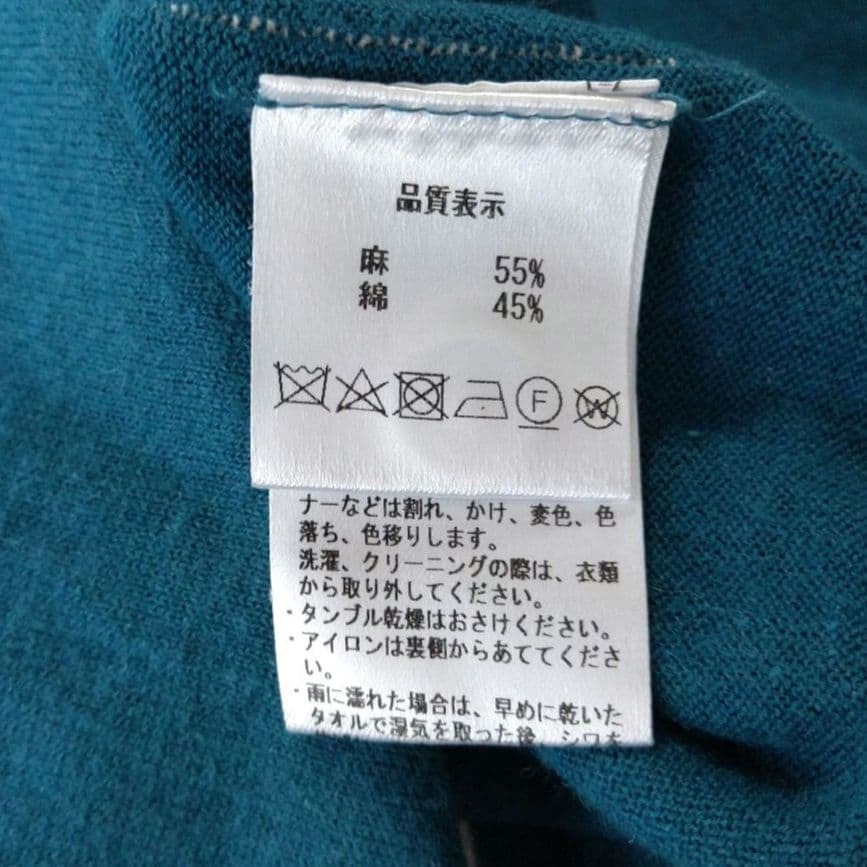 品質表示
麻 55%
綿 45%
F W
ナーなどは割れ、かけ、変色、色
落ち、色移りします。
洗濯、クリーニングの際は、衣類
から取り外してください。
・タンブル乾燥はおさけください。
・アイロンは裏側からあててくださ
い。
・雨に濡れた場合は、早めに乾いた
タオルで湿気を取った後、シワを